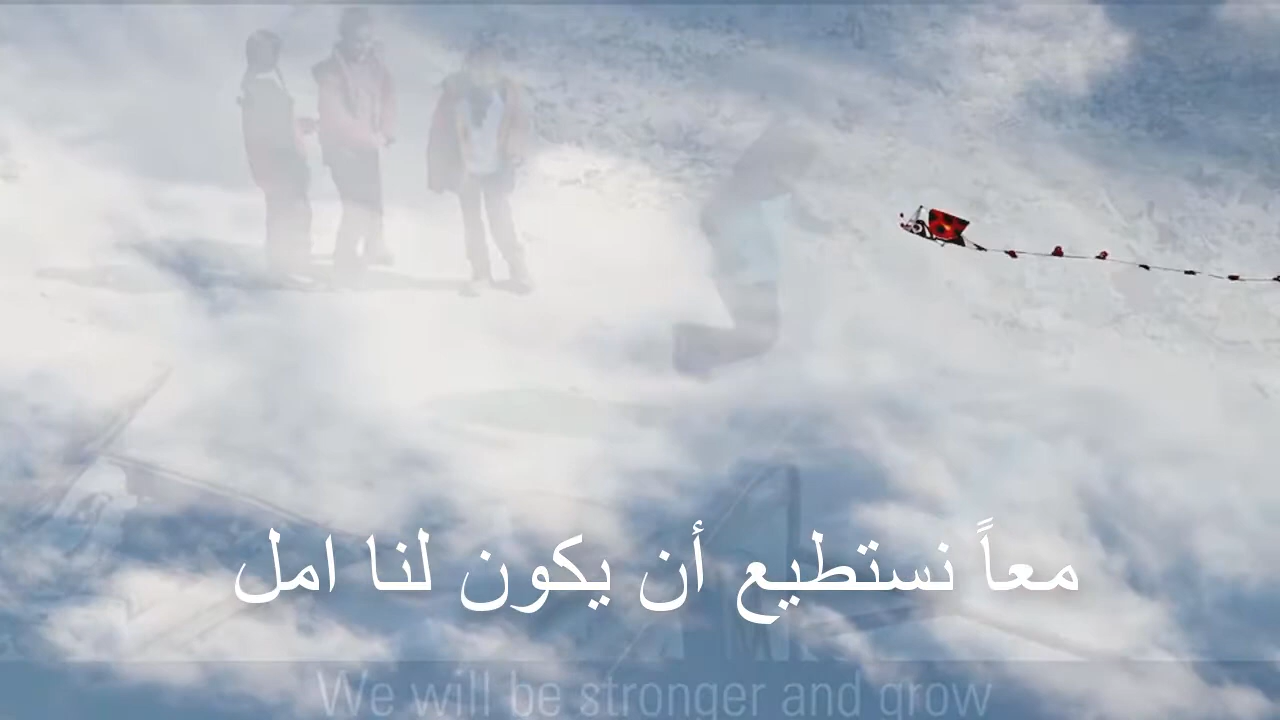 معاً نستطيع أن يكون لنا امل
We will be stronger and grow